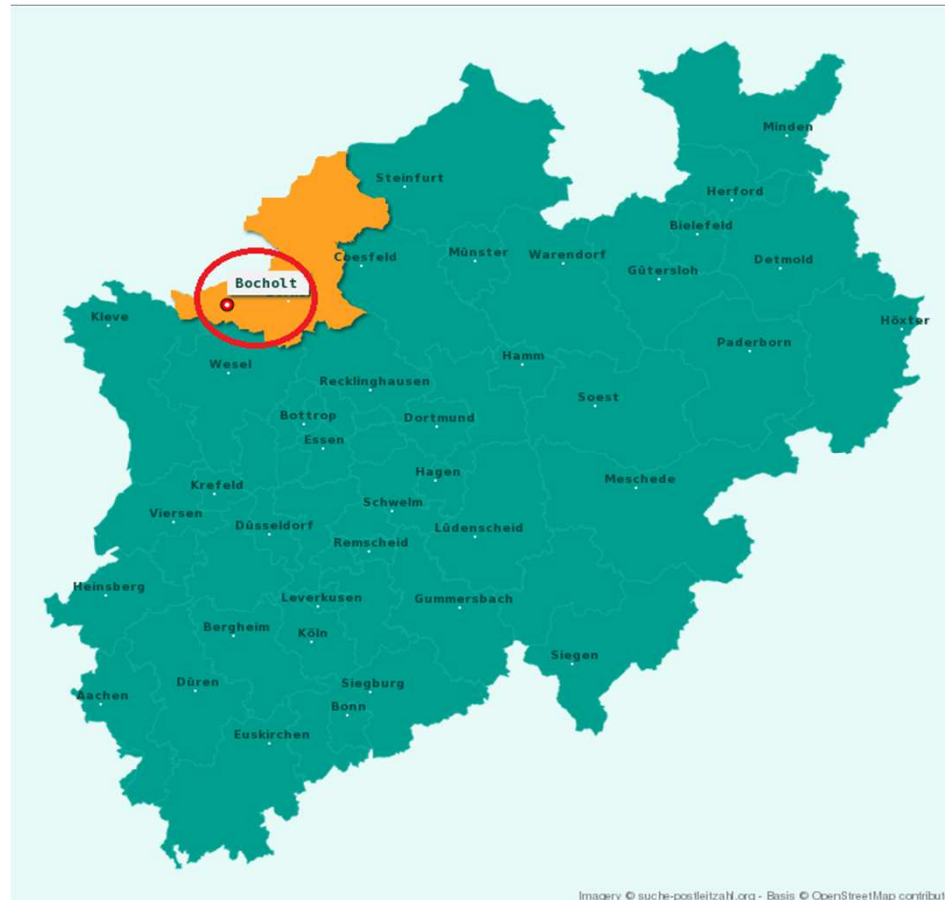 Minden
Steinfurt
Herford
Bielefeld
Münster
Warendorf
Coesfeld
Detmold
Gütersloh
Bocholt
Kleve
Höxter
Paderborn
Hamm
Wesel
Recklinghausen
Soest
Bottrop
Dortmund
Essen
Hagen
Meschede
Krefeld
Schwelm
Viersen
Düsseldorf
Lüdenscheid
Remscheid
Heinsberg
Leverkusen
Gummersbach
Bergheim
Köln
Siegen
Düren
Siegburg
Aachen
Bonn
Euskirchen
Imagery © suche-postleitzahl.org - Basis © OpenStreetMap contribut